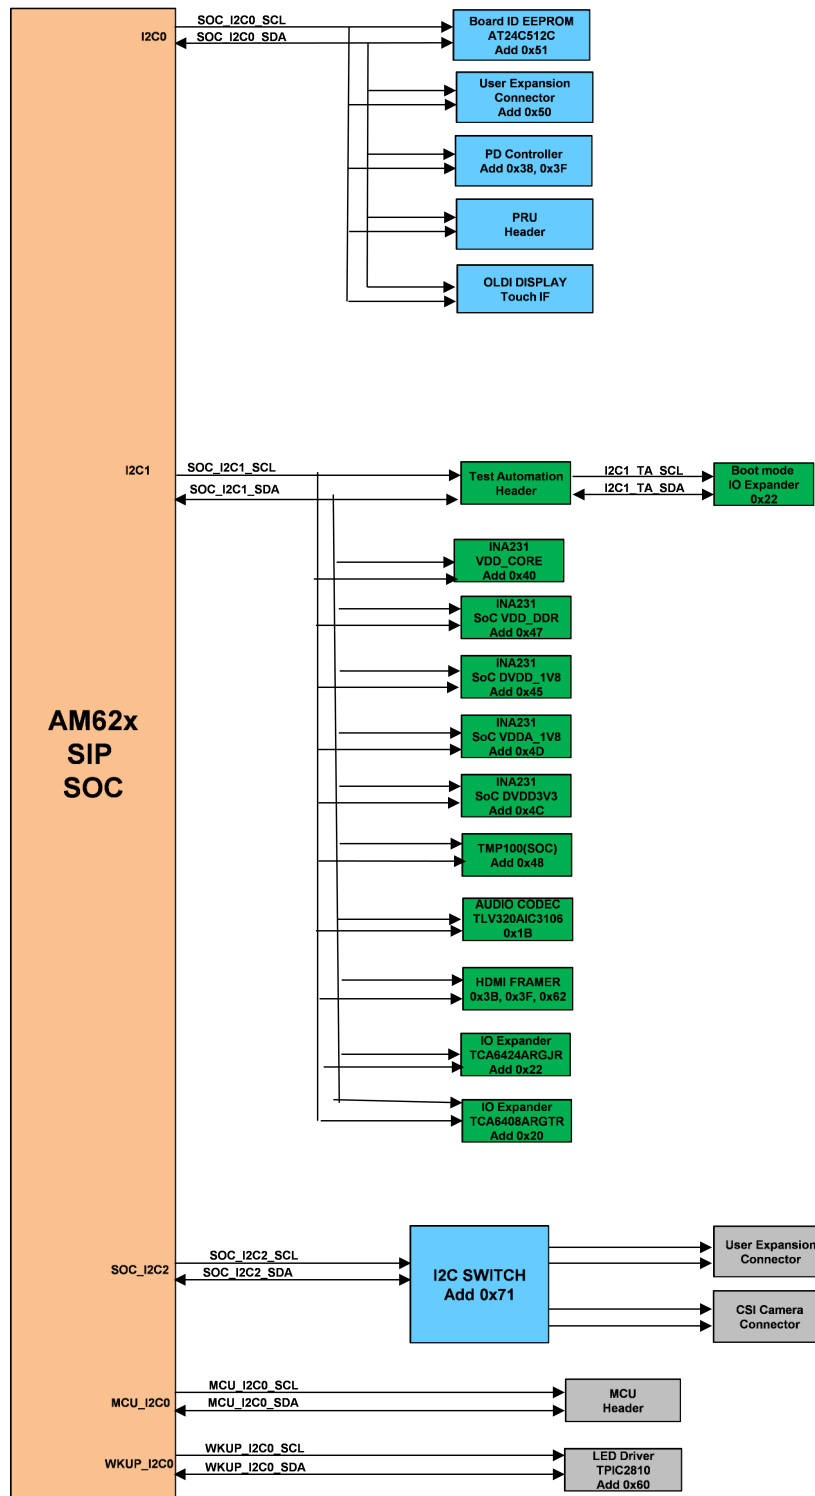 SOC_I2C0_SCL
I2C0
SOC_I2C0_SDA
Board ID EEPROM
AT24C512C
Add 0x51
User Expansion
Connector
Add 0x50
PD Controller
Add 0x38, 0x3F
PRU
Header
OLDI DISPLAY
Touch IF
I2C1
SOC_I2C1_SCL
SOC_I2C1_SDA
Test Automation
Header
I2C1_TA_SCL
I2C1_TA_SDA
Boot mode
IO Expander
0x22
INA231
VDD_CORE
Add 0x40
INA231
SoC VDD_DDR
Add 0x47
INA231
SoC DVDD_1V8
Add 0x45
INA231
SoC VDDA_1V8
Add 0x4D
INA231
SoC DVDD3V3
Add 0x4C
AM62x
SIP
SOC
TMP100(SOC)
Add 0x48
AUDIO CODEC
TLV320AIC3106
0x1B
HDMI FRAMER
0x3B, 0x3F, 0x62
IO Expander
TCA6424ARGJR
Add 0x22
IO Expander
TCA6408ARGTR
Add 0x20
SOC_I2C2
SOC_I2C2_SCL
SOC_I2C2_SDA
I2C SWITCH
Add 0x71
User Expansion
Connector
CSI Camera
Connector
MCU_I2C0
MCU_I2C0_SCL
MCU_I2C0_SDA
MCU
Header
WKUP_I2C0
WKUP_I2C0_SCL
WKUP_I2C0_SDA
LED Driver
TPIC2810
Add 0x60